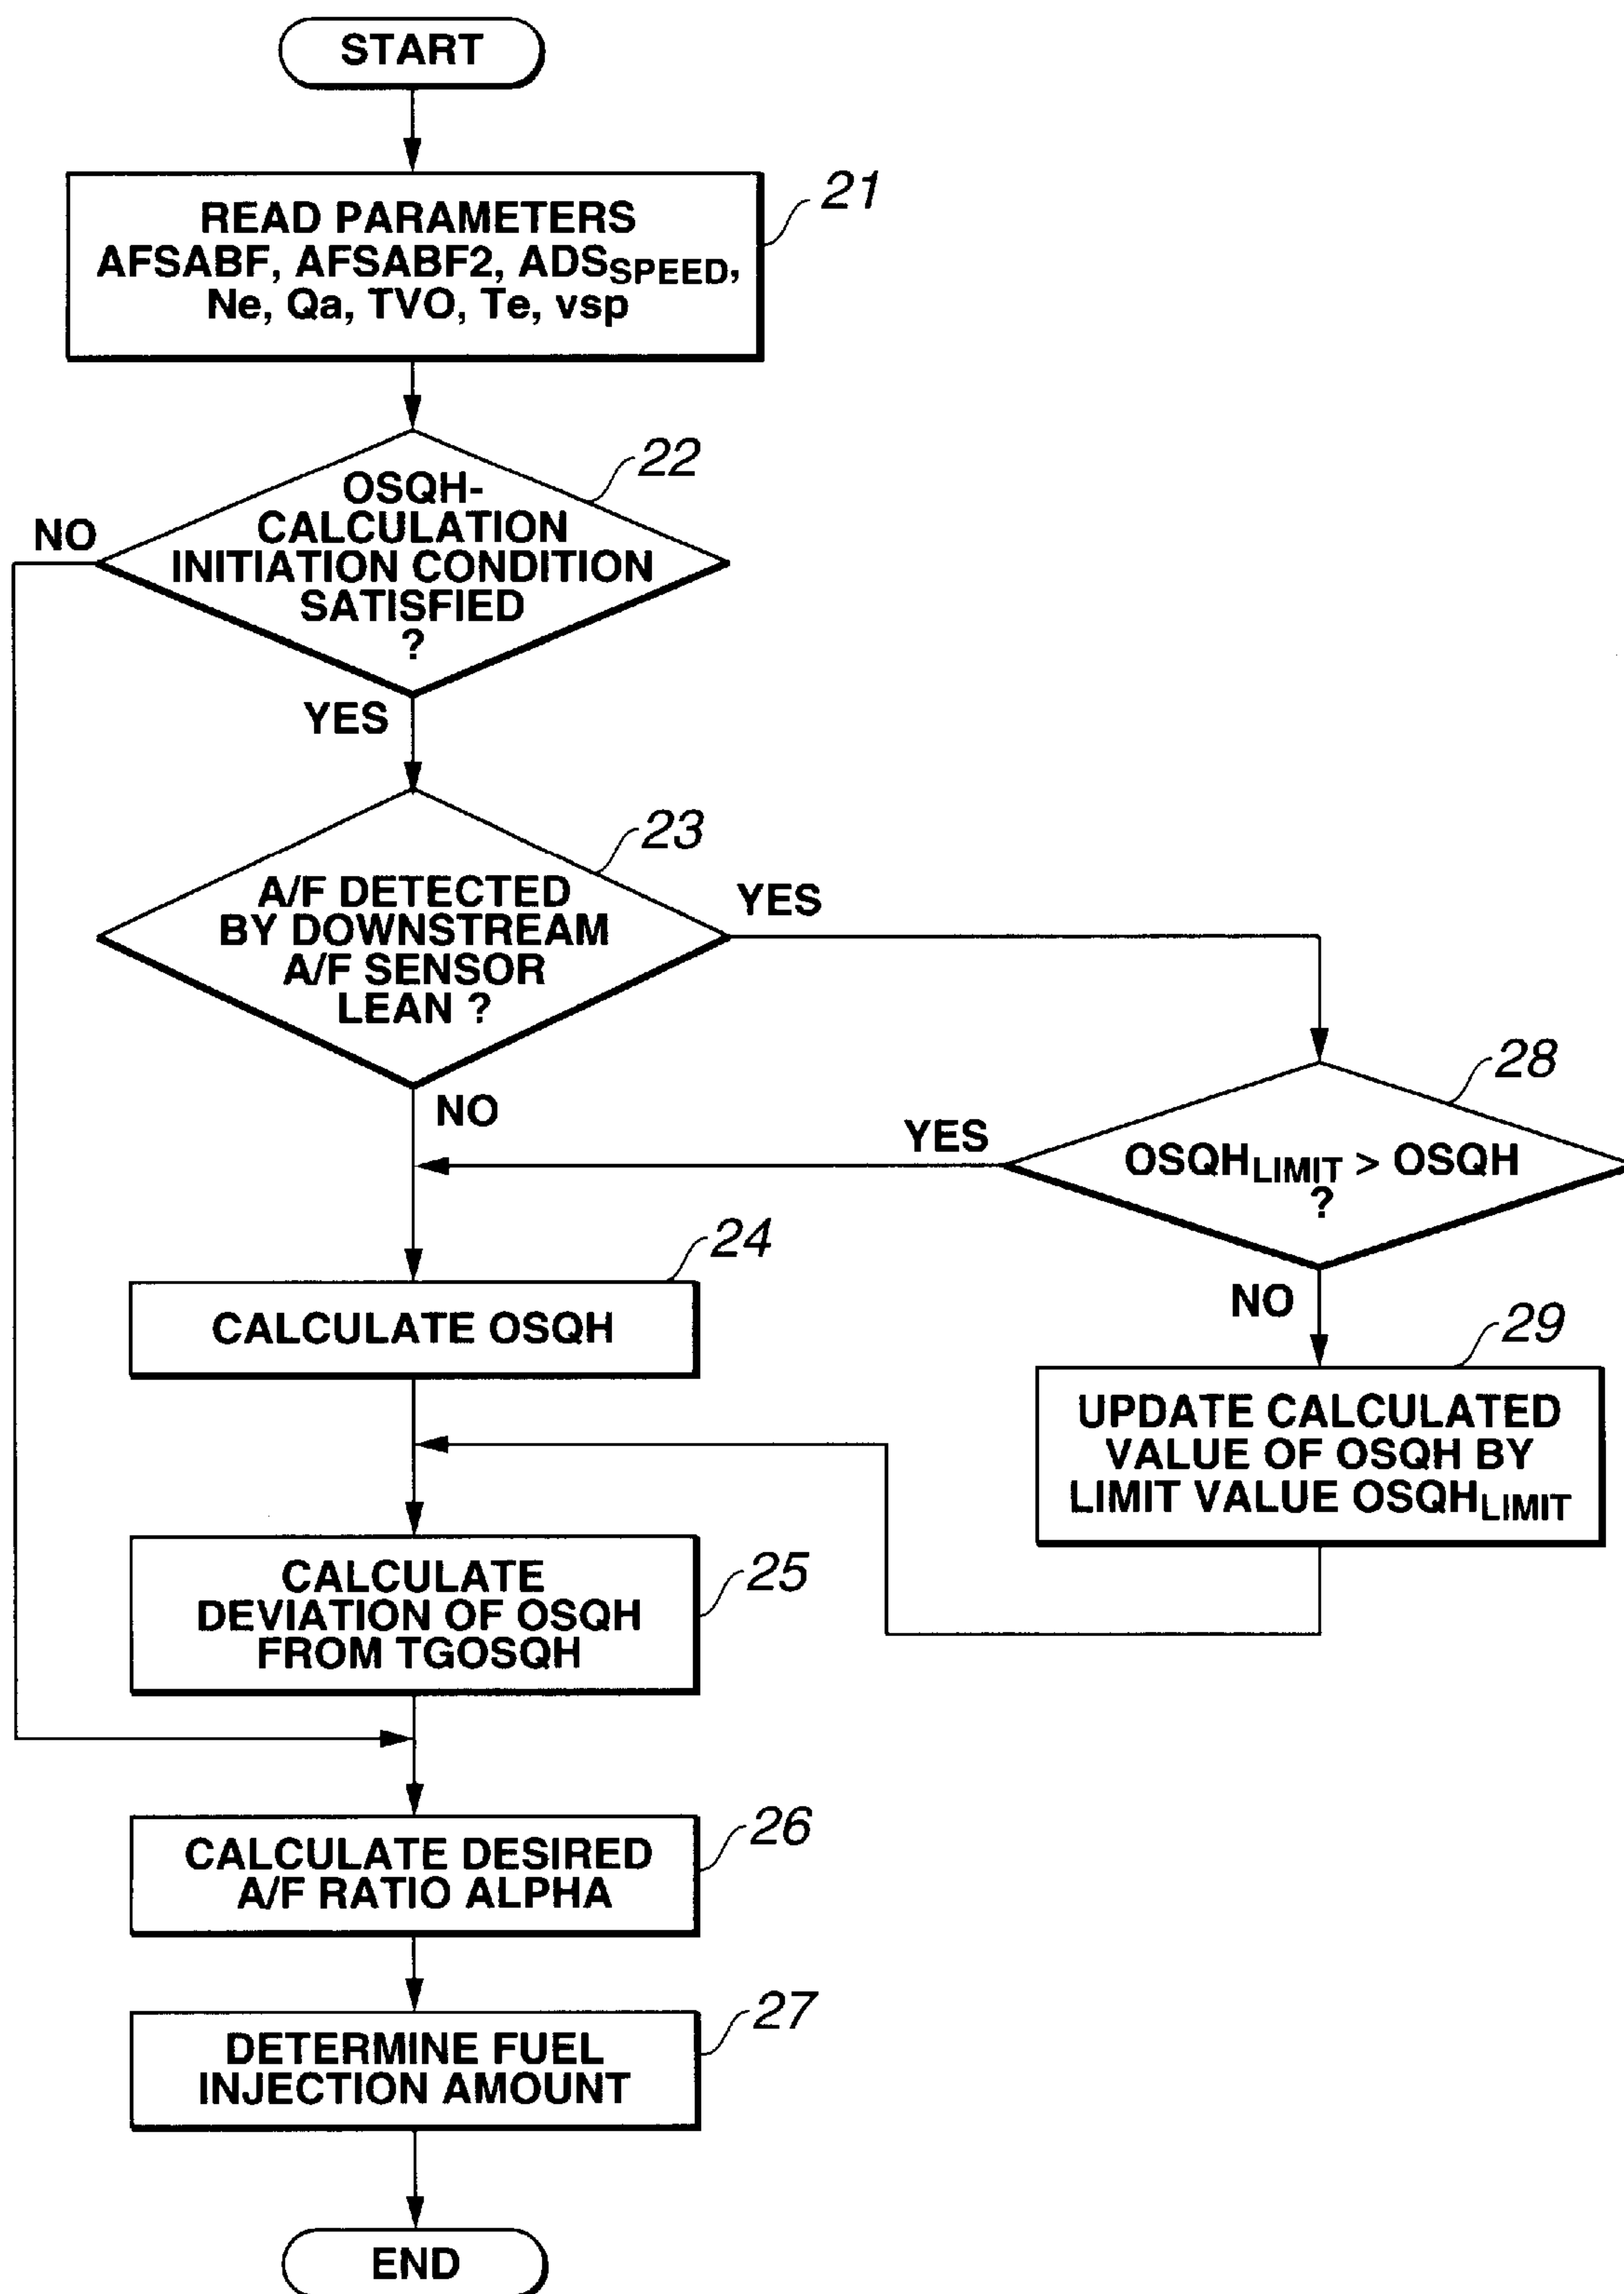 START
READ PARAMETERS
AFSABF, AFSABF2, ADSSPEED,
Ne, Qa, TVO, Te, vsp
21
OSQH-
CALCULATION
INITIATION CONDITION
SATISFIED
?
22
NO
YES
A/F DETECTED
BY DOWNSTREAM
A/F SENSOR
LEAN ?
23
YES
NO
OSQHLIMIT > OSQH
?
28
YES
NO
CALCULATE OSQH
24
UPDATE CALCULATED
VALUE OF OSQH BY
LIMIT VALUE OSQHLIMIT
29
CALCULATE
DEVIATION OF OSQH
FROM TGOSQH
25
CALCULATE DESIRED
A/F RATIO ALPHA
26
DETERMINE FUEL
INJECTION AMOUNT
27
END